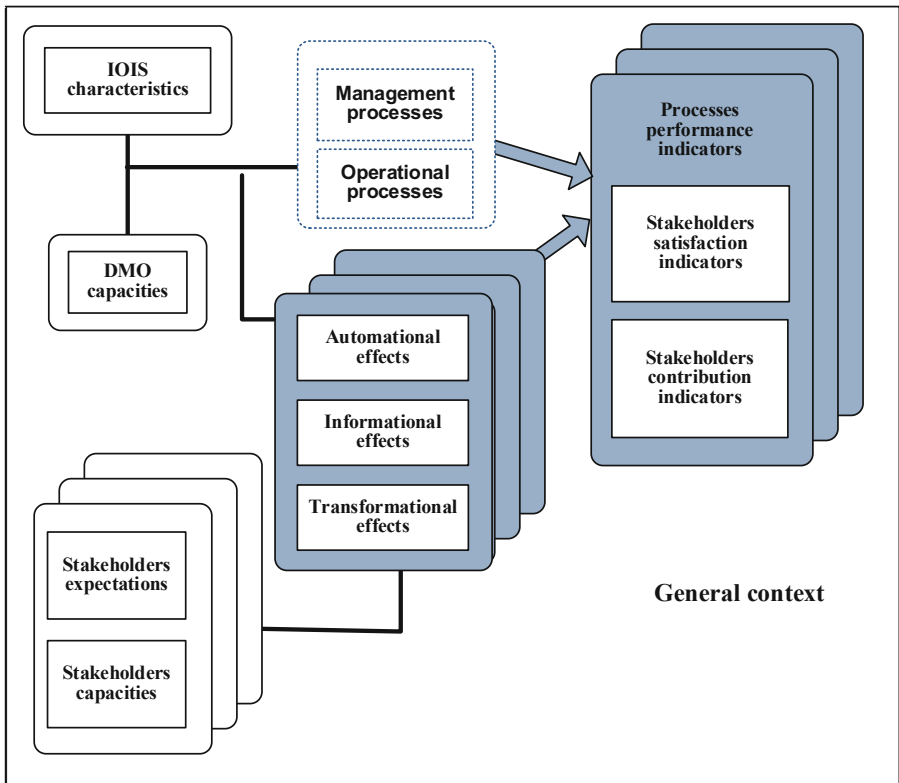 IOIS
characteristics
DMO
capacities
Management
processes
Operational
processes
Processes
performance
indicators
Stakeholders
satisfaction
indicators
Stakeholders
contribution
indicators
Automational
effects
Informational
effects
Transformational
effects
Stakeholders
expectations
Stakeholders
capacities
General context